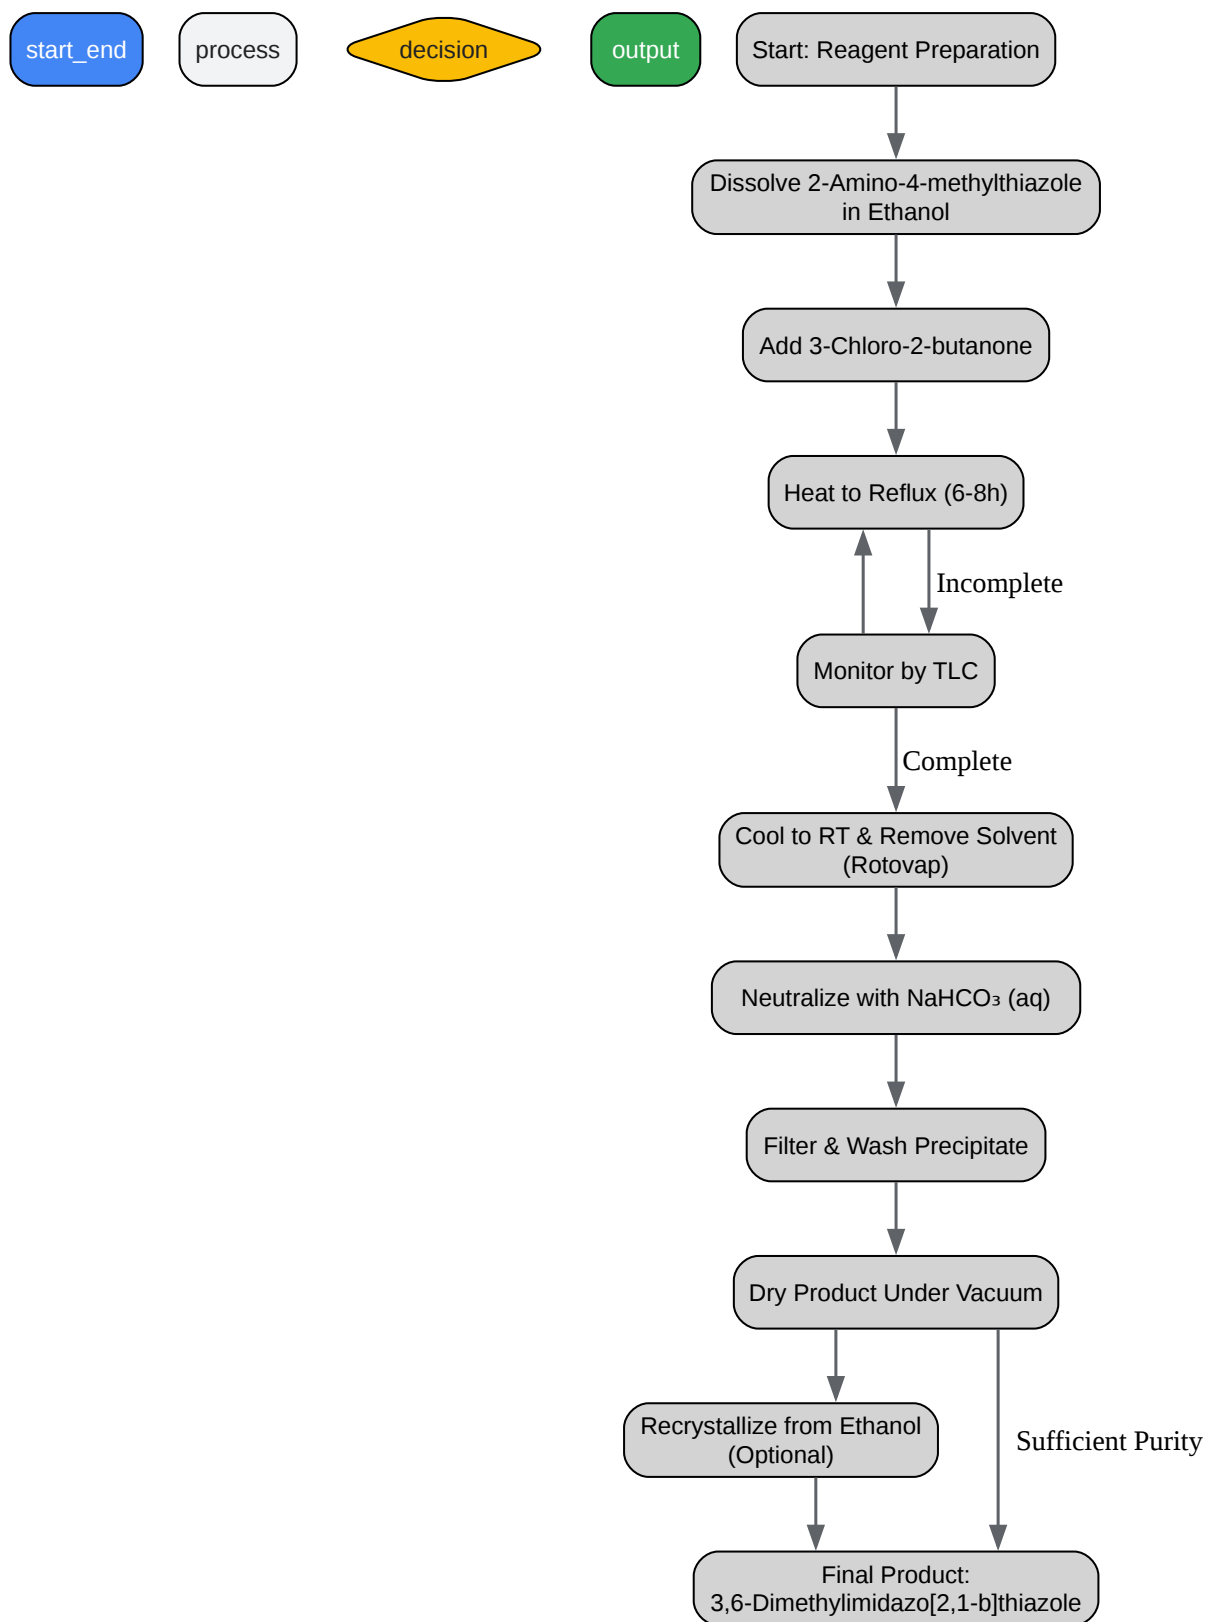 start_end
process
decision
output
Start: Reagent Preparation
Dissolve 2-Amino-4-methylthiazole
in Ethanol
Add 3-Chloro-2-butanone
Heat to Reflux (6-8h)
Incomplete
Monitor by TLC
Complete
Cool to RT & Remove Solvent
(Rotovap)
Neutralize with NaHCO₃ (aq)
Filter & Wash Precipitate
Dry Product Under Vacuum
Recrystallize from Ethanol
(Optional)
Sufficient Purity
Final Product:
3,6-Dimethylimidazo[2,1-b]thiazole